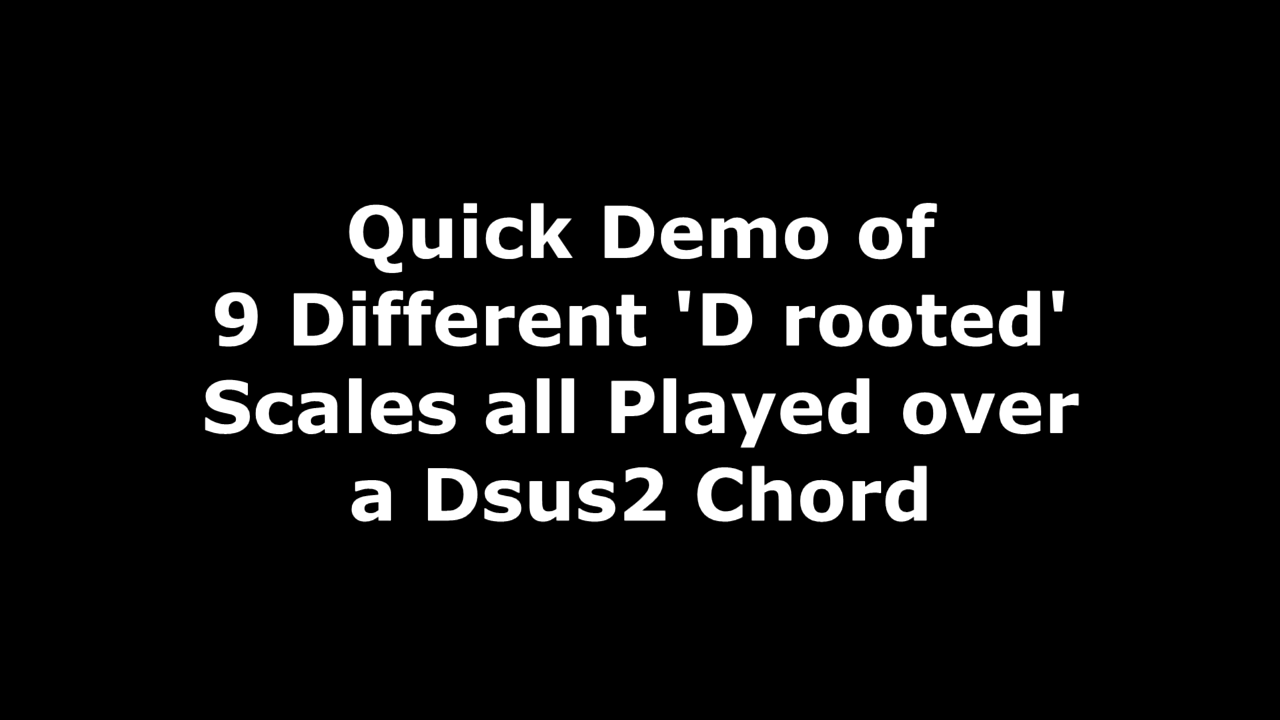 Quick Demo of
9 Different 'D rooted'
Scales all Played over
a Dsus2 Chord